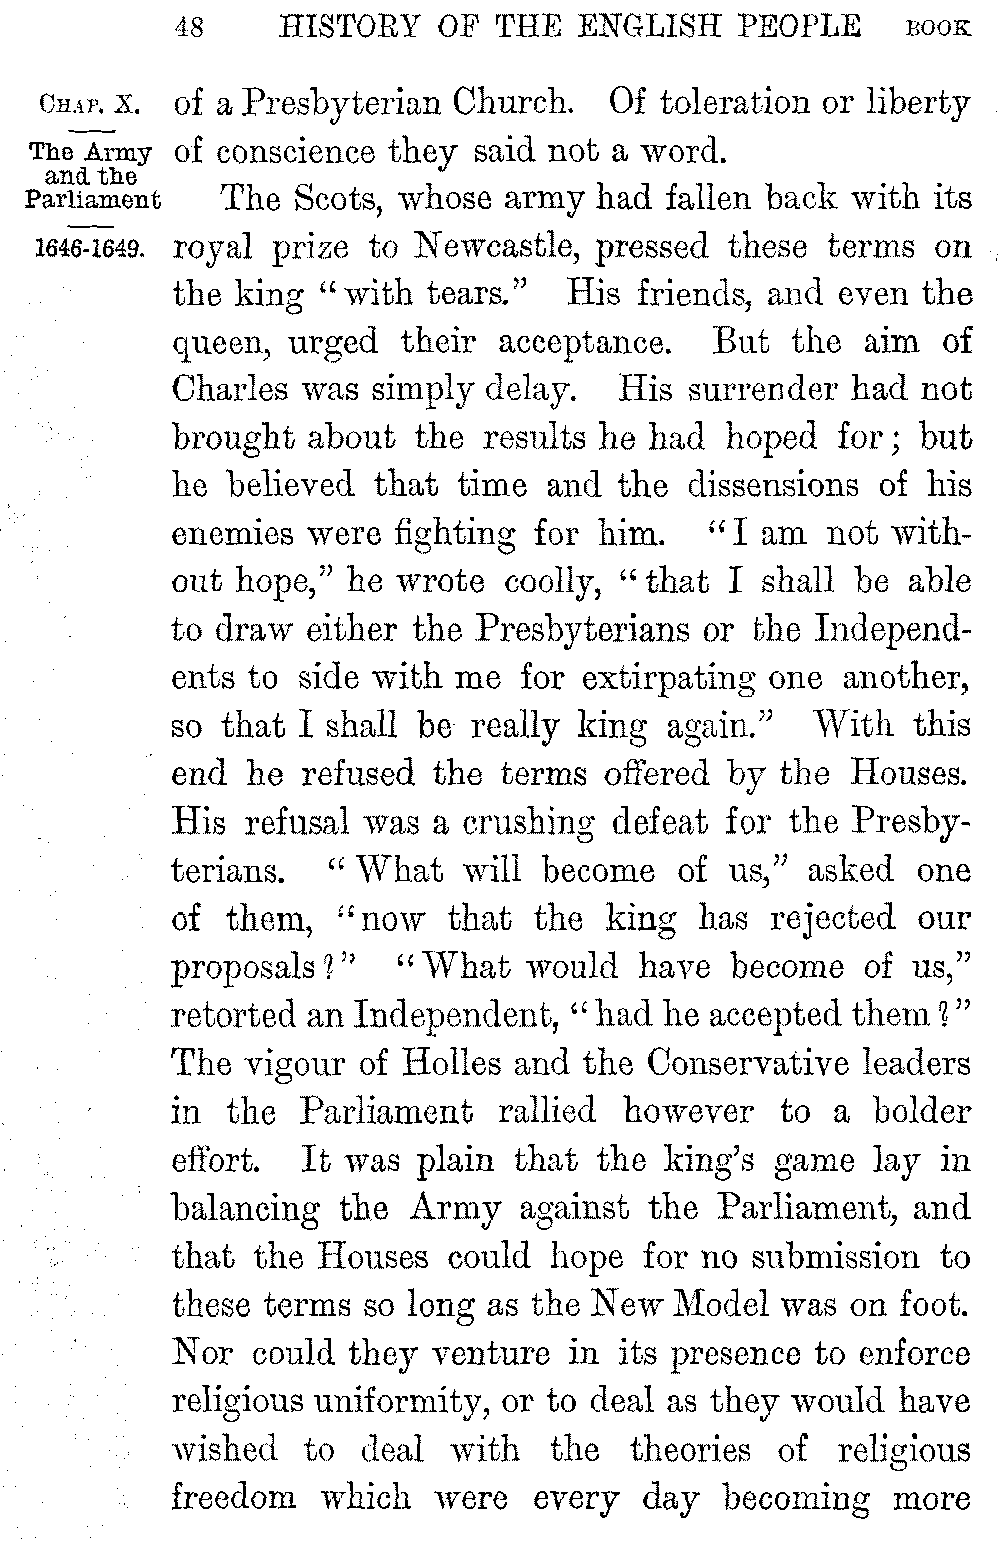 48 HISTORY OF THE ENGLISH PEOPLE BOOK
CHAP. X.
The Army
and the
Parliament
1646-1649.
of a Presbyterian Church. Of toleration or liberty
of conscience they said not a word.
The Scots, whose army had fallen back with its
royal prize to Newcastle, pressed these terms on
the king “with tears.” His friends, and even the
queen, urged their acceptance. But the aim of
Charles was simply delay. His surrender had not
brought about the results he had hoped for; but
he believed that time and the dissensions of his
enemies were fighting for him. “I am not with-
out hope,” he wrote coolly, “that I shall be able
to draw either the Presbyterians or the Independ-
ents to side with me for extirpating one another,
so that I shall be really king again.” With this
end he refused the terms offered by the Houses.
His refusal was a crushing defeat for the Presby-
terians. “What will become of us,” asked one
of them, “now that the king has rejected our
proposals?” “What would have become of us,”
retorted an Independent, “had he accepted them?”
The vigour of Holles and the Conservative leaders
in the Parliament rallied however to a bolder
effort. It was plain that the king’s game lay in
balancing the Army against the Parliament, and
that the Houses could hope for no submission to
these terms so long as the New Model was on foot.
Nor could they venture in its presence to enforce
religious uniformity, or to deal as they would have
wished to deal with the theories of religious
freedom which were every day becoming more